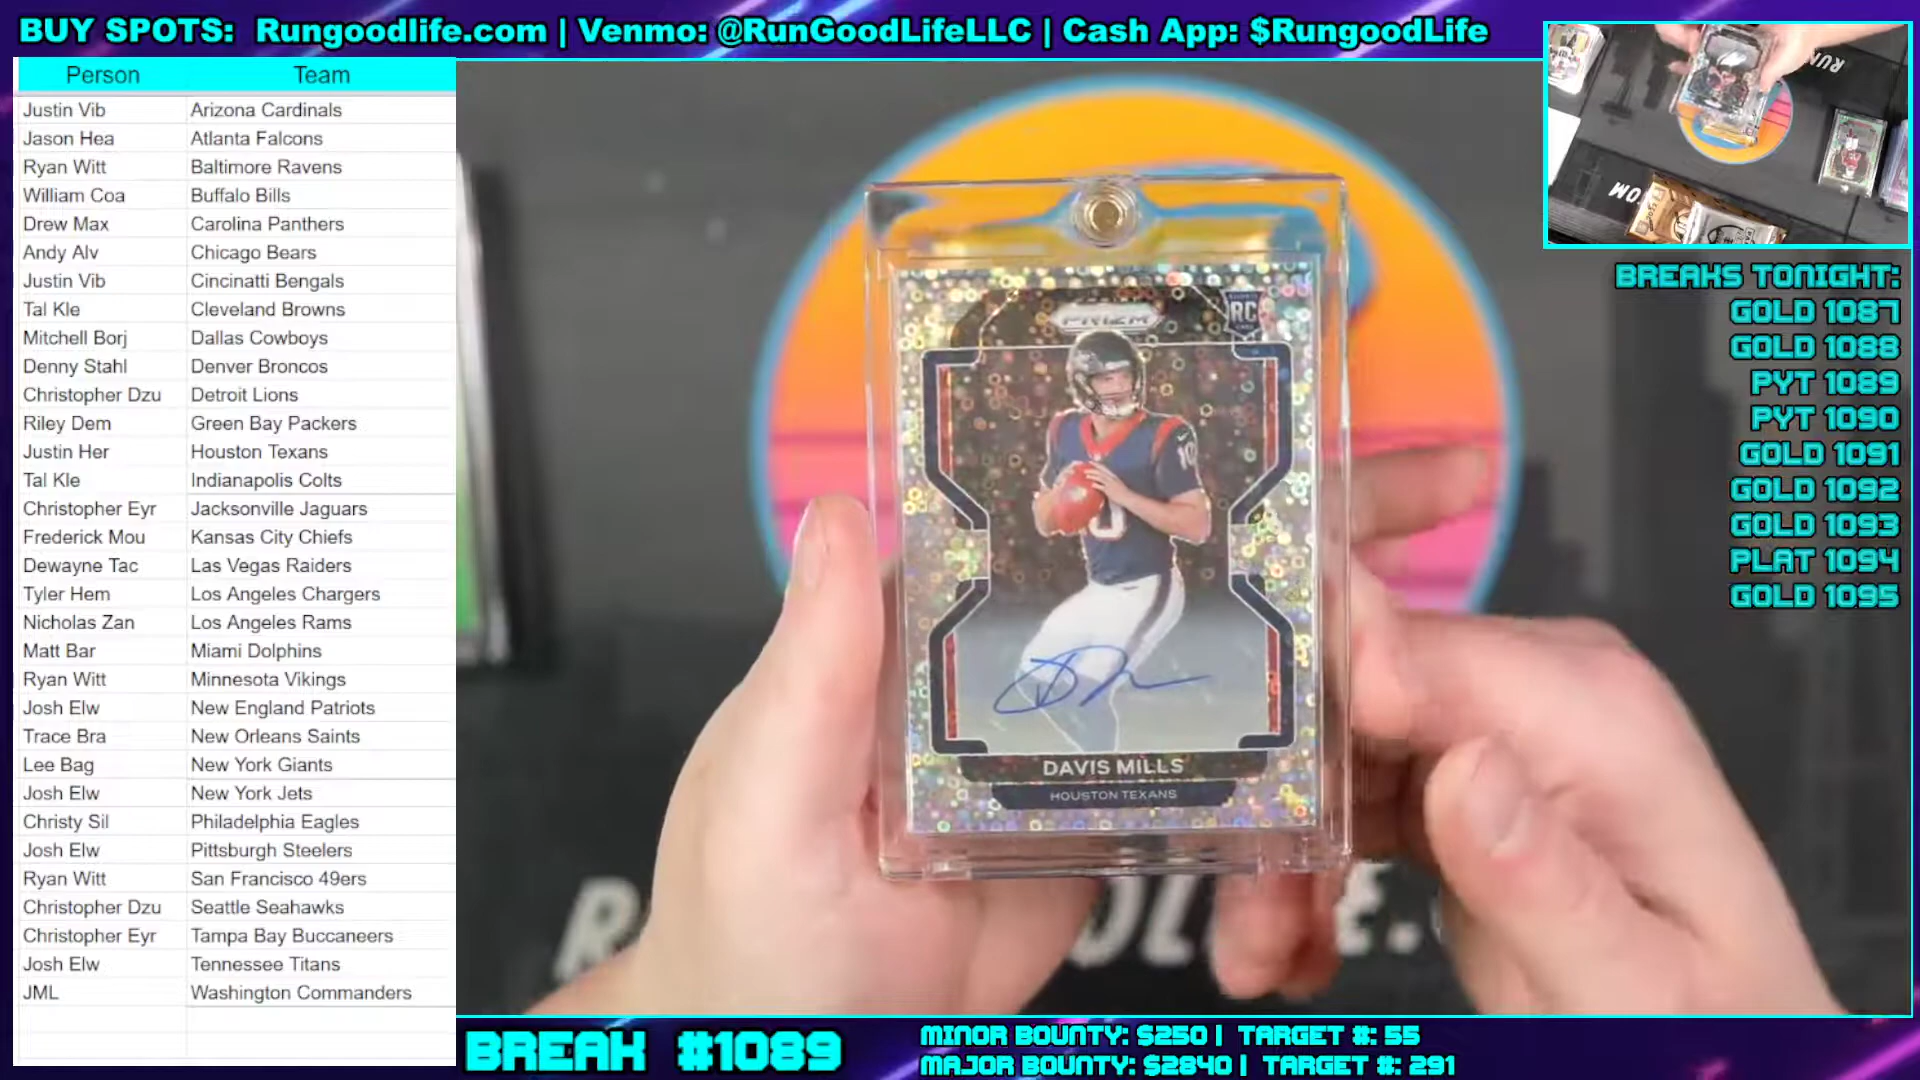 BUY SPOTS: Rungoodlife.com | Venmo: @RunGoodLifeLLC | Cash App: $RungoodLife
Person Team
Justin Vib Arizona Cardinals
Jason Hea Atlanta Falcons
Ryan Witt Baltimore Ravens
William Coa Buffalo Bills
Drew Max Carolina Panthers
Andy Alv Chicago Bears
Justin Vib Cincinatti Bengals
Tal Kle Cleveland Browns
Mitchell Borj Dallas Cowboys
Denny Stahl Denver Broncos
Christopher Dzu Detroit Lions
Riley Dem Green Bay Packers
Justin Her Houston Texans
Tal Kle Indianapolis Colts
Christopher Eyr Jacksonville Jaguars
Frederick Mou Kansas City Chiefs
Dewayne Tac Las Vegas Raiders
Tyler Hem Los Angeles Chargers
Nicholas Zan Los Angeles Rams
Matt Bar Miami Dolphins
Ryan Witt Minnesota Vikings
Josh Elw New England Patriots
Trace Bra New Orleans Saints
Lee Bag New York Giants
Josh Elw New York Jets
Christy Sil Philadelphia Eagles
Josh Elw Pittsburgh Steelers
Ryan Witt San Francisco 49ers
Christopher Dzu Seattle Seahawks
Christopher Eyr Tampa Bay Buccaneers
Josh Elw Tennessee Titans
JML Washington Commanders
PRIZM
RC
10
DAVIS MILLS
HOUSTON TEXANS
BREAKS TONIGHT:
GOLD 1087
GOLD 1088
PYT 1089
PYT 1090
GOLD 1091
GOLD 1092
GOLD 1093
PLAT 1094
GOLD 1095
BREAK #1089
MINOR BOUNTY: $250 | TARGET #: 55
MAJOR BOUNTY: $2840 | TARGET #: 291